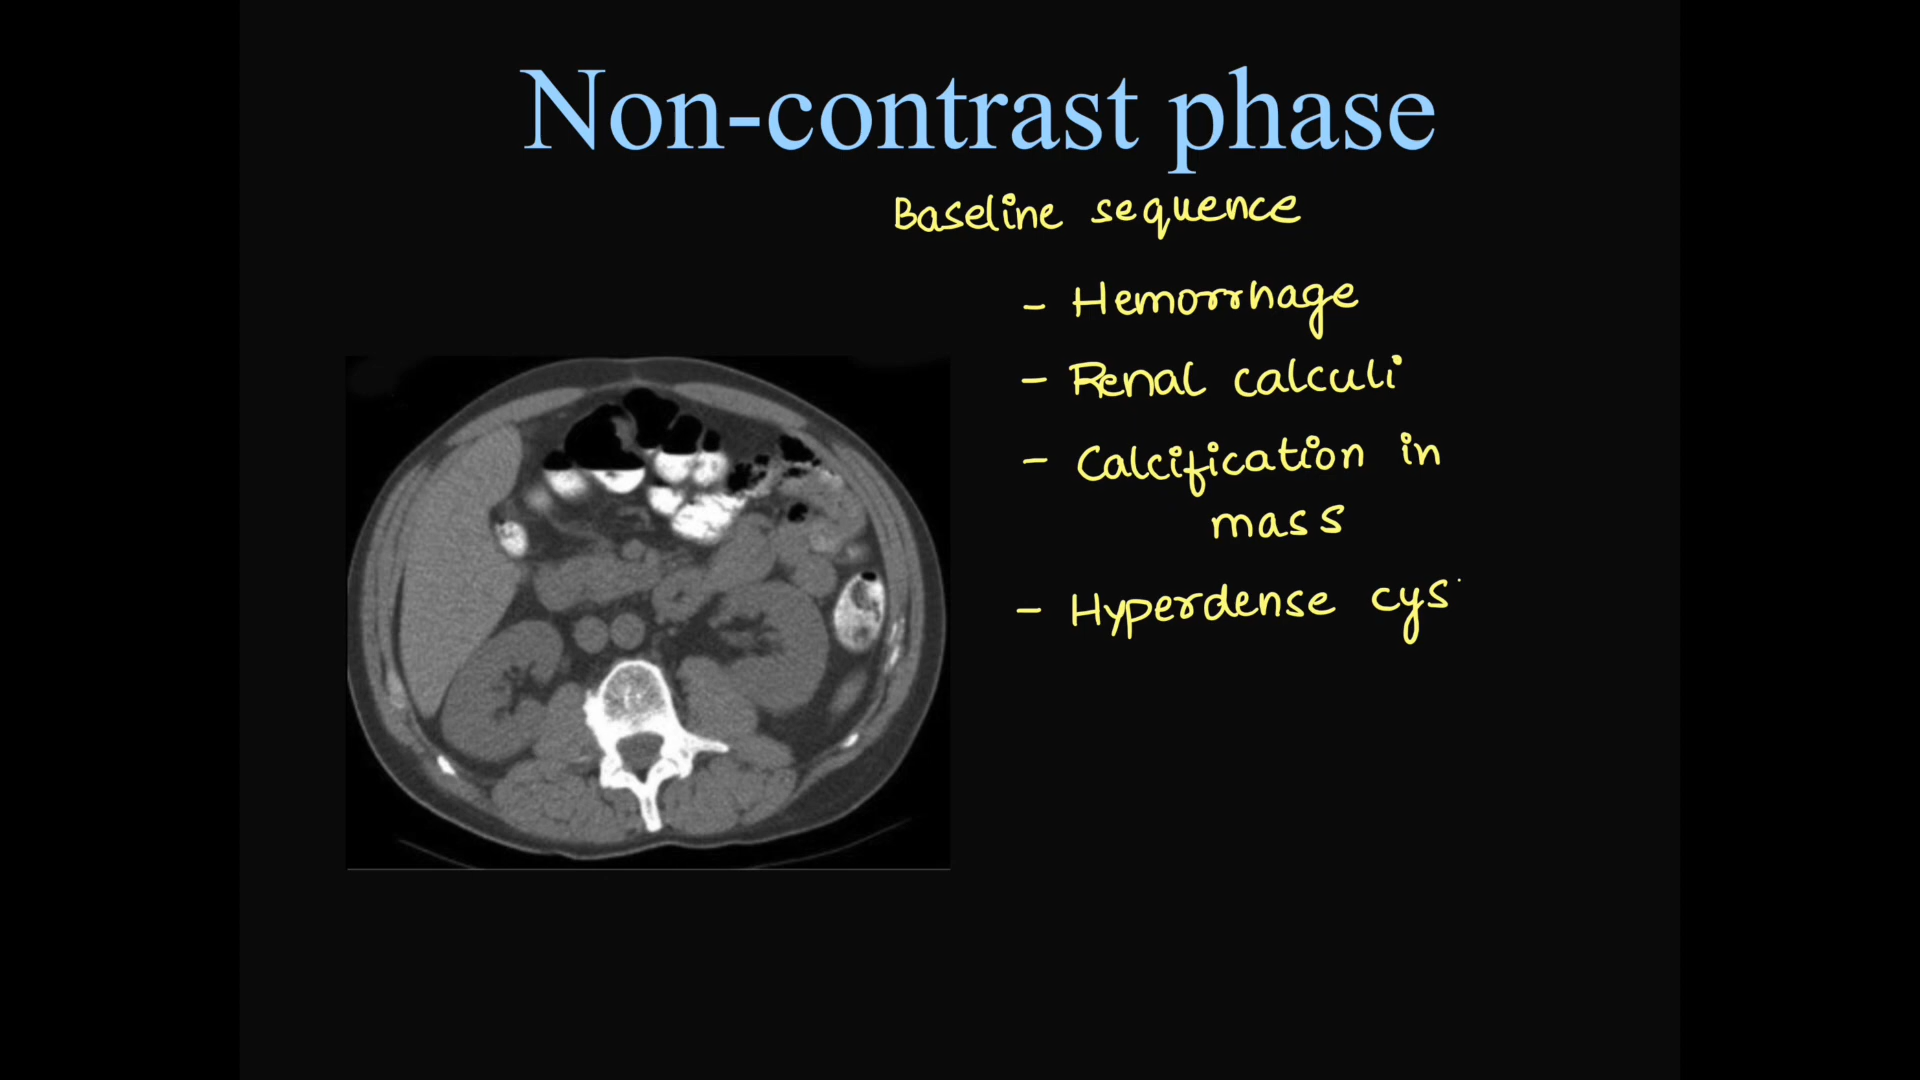 Non-contrast phase
Baseline sequence
- Hemorrhage
- Renal calculi
- Calcification in
mass
- Hyperdense cys